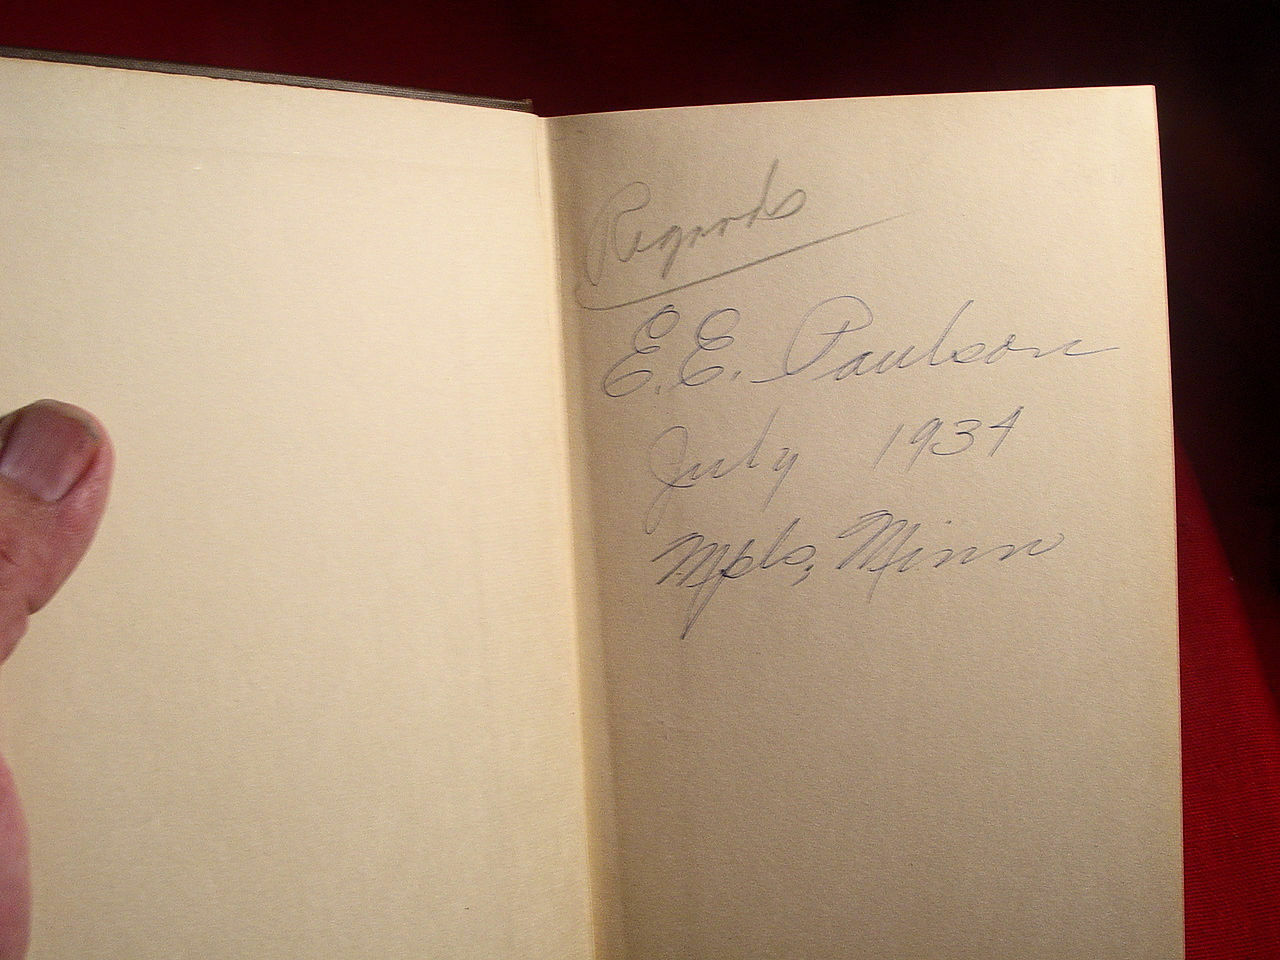 Regards
E.E. Paulson
July 1934
Mpls, Minn